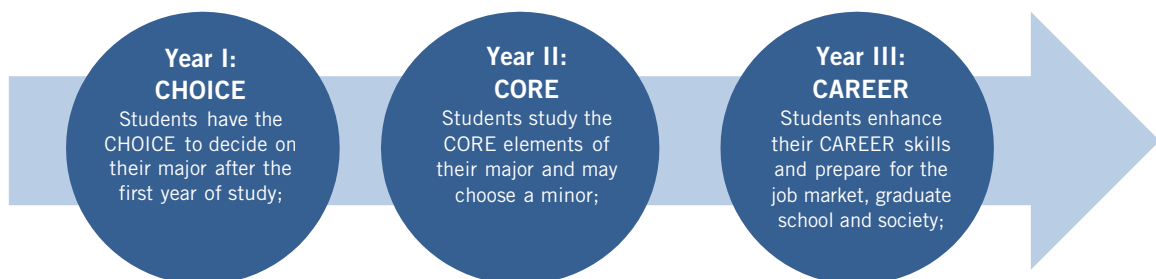 Year I:
CHOICE
Students have the
CHOICE to decide on
their major after the
first year of study;
Year II:
CORE
Students study the
CORE elements of
their major and may
choose a minor;
Year III:
CAREER
Students enhance
their CAREER skills
and prepare for the
job market, graduate
school and society;